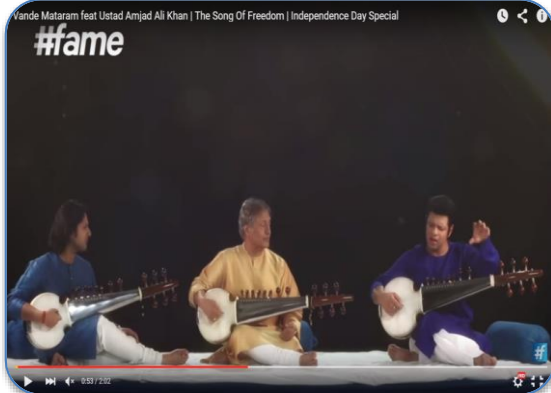 Vande Mataram feat Ustad Amjad Ali Khan | The Song Of Freedom | Independence Day Special
#fame
#f
0:53 / 2:02